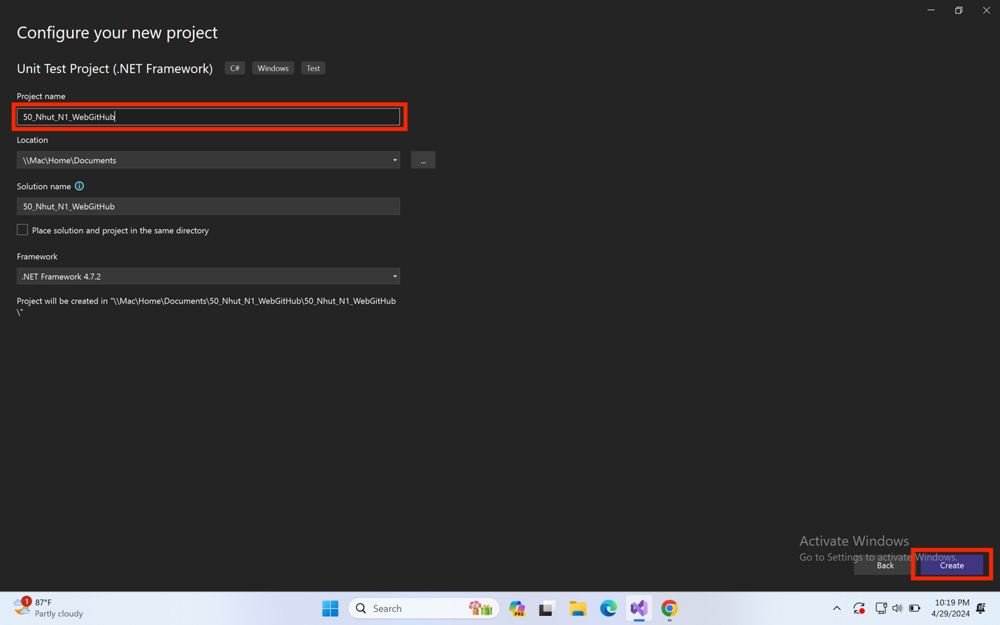 Configure your new project
Unit Test Project (.NET Framework) C# Windows Test
Project name
50_Nhut_N1_WebGitHub
Location
\\Mac\Home\Documents
...
Solution name
50_Nhut_N1_WebGitHub
Place solution and project in the same directory
Framework
.NET Framework 4.7.2
Project will be created in "\\Mac\Home\Documents\50_Nhut_N1_WebGitHub\50_Nhut_N1_WebGitHub
\"
Activate Windows
Go to Settings to activate Windows.
Back Create
1
87°F
Partly cloudy
Search
PRE
10:19 PM
4/29/2024